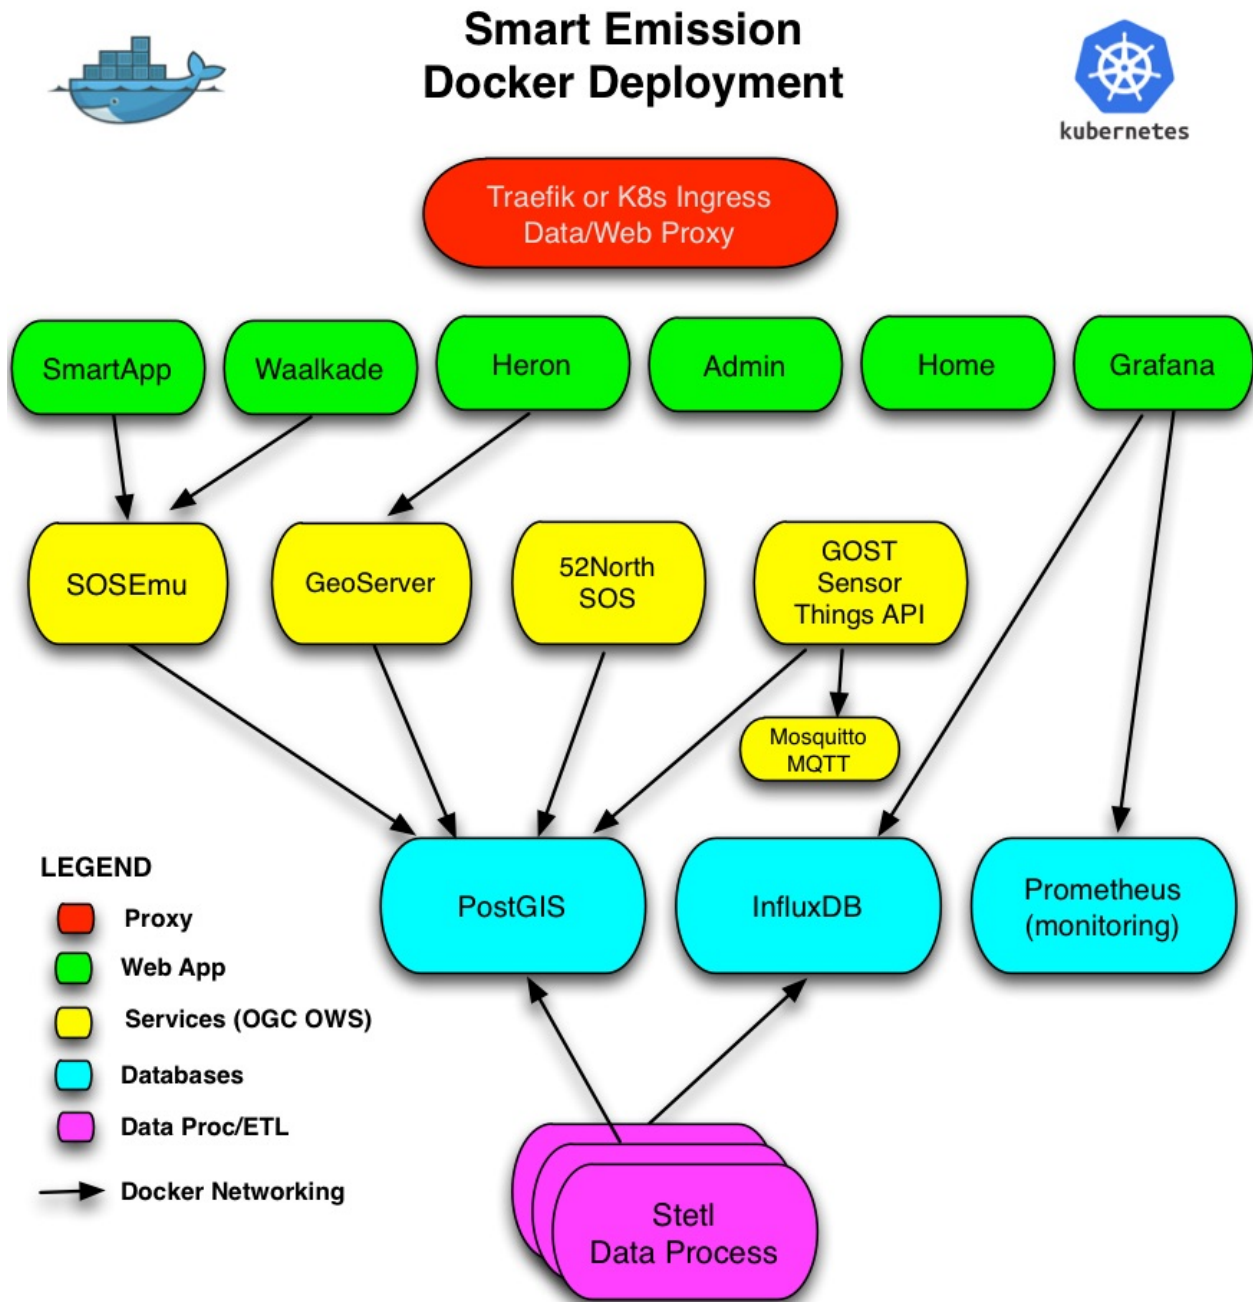 Smart Emission
Docker Deployment
kubernetes
Traefik or K8s Ingress
Data/Web Proxy
SmartApp
Waalkade
Heron
Admin
Home
Grafana
SOSEmu
GeoServer
52North
SOS
GOST
Sensor
Things API
Mosquitto
MQTT
PostGIS
InfluxDB
Prometheus
(monitoring)
LEGEND
Proxy
Web App
Services (OGC OWS)
Databases
Data Proc/ETL
Docker Networking
Stetl
Data Process